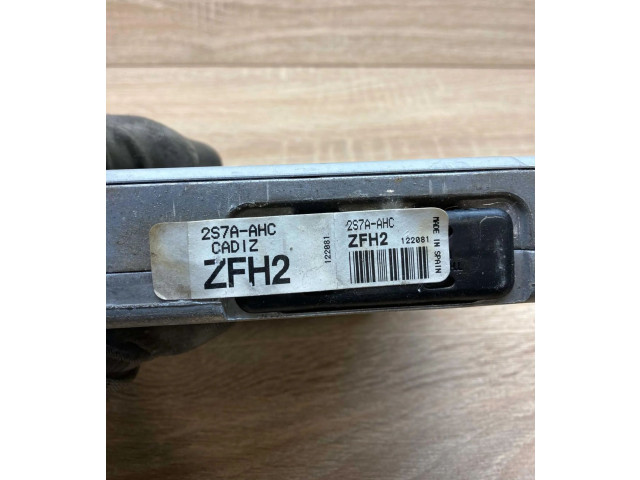 2S7A-AHC
CADIZ
ZFH2
122081
2S7A-AHC
ZFH2 122081
MADE IN SPAIN